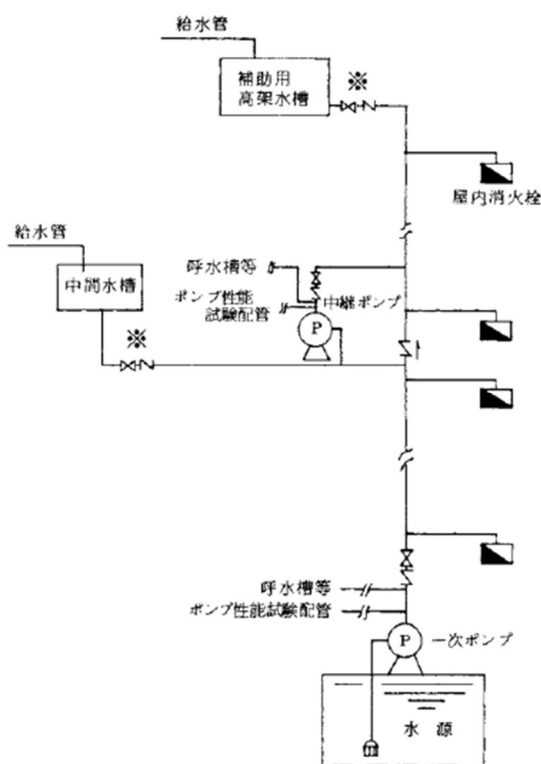 給水管
補助用
高架水槽
※
屋内消火栓
給水管
中間水槽
※
呼水槽等
ポンプ性能
試験配管
中継ポンプ
P
呼水槽等
ポンプ性能試験配管
P
一次ポンプ
水源